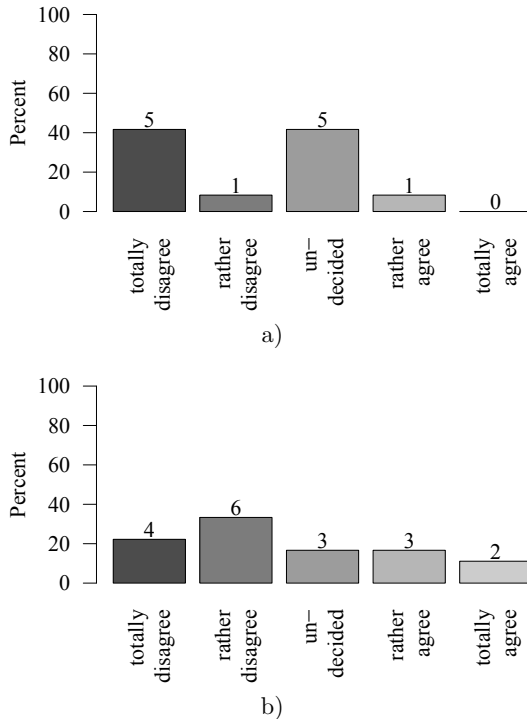 100
80
60
40
20
0
Percent
5
1
5
1
0
totally
disagree
rather
disagree
un−
decided
rather
agree
totally
agree
a)
100
80
60
40
20
0
Percent
4
6
3
3
2
totally
disagree
rather
disagree
un−
decided
rather
agree
totally
agree
b)